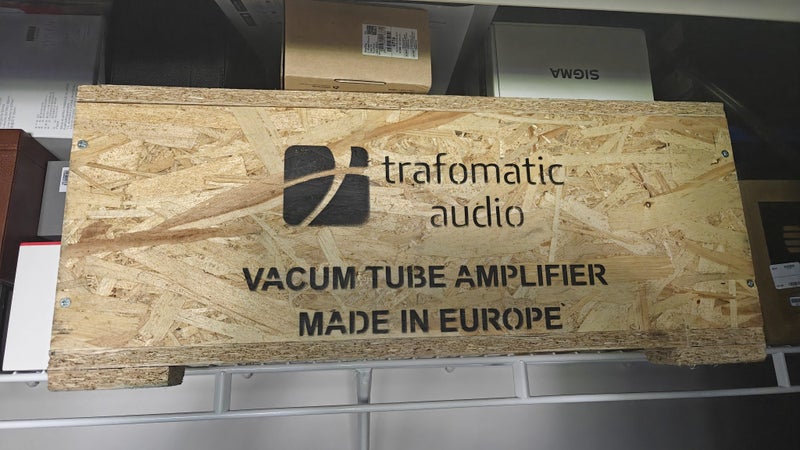 SIGMA
trafomatic
audio
VACUM TUBE AMPLIFIER
MADE IN EUROPE